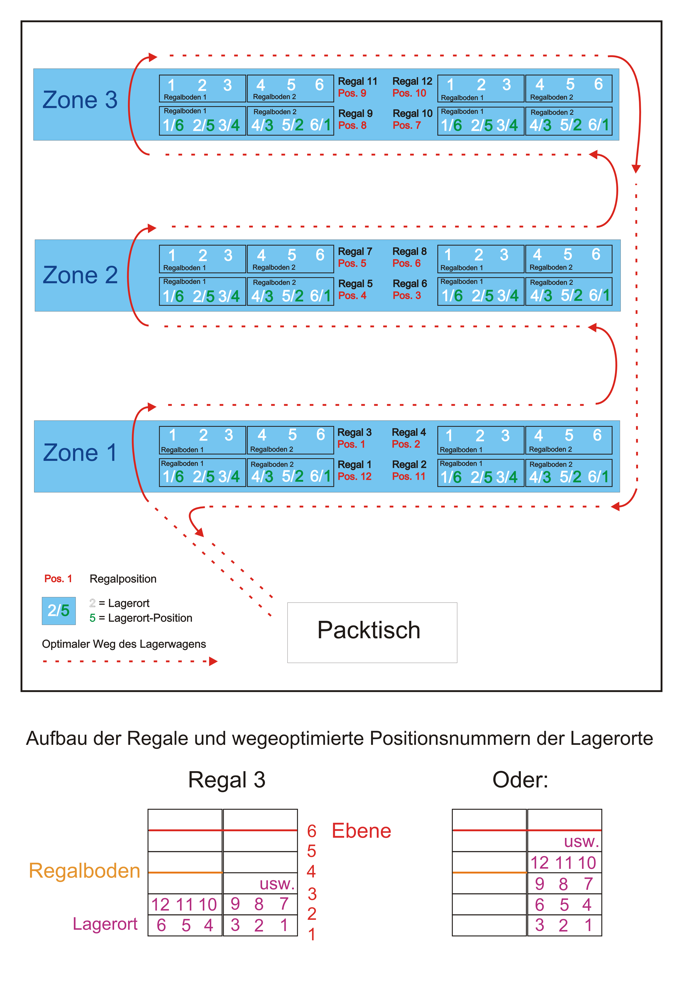 Zone 3
1 2 3 4 5 6 Regal 11 Regal 12 1 2 3 4 5 6
Regalboden 1 Regalboden 2 Pos. 9 Pos. 10 Regalboden 1 Regalboden 2
Regalboden 1 Regalboden 2 Regal 9 Regal 10 Regalboden 1 Regalboden 2
1/6 2/5 3/4 4/3 5/2 6/1 Pos. 8 Pos. 7 1/6 2/5 3/4 4/3 5/2 6/1
Zone 2
1 2 3 4 5 6 Regal 7 Regal 8 1 2 3 4 5 6
Regalboden 1 Regalboden 2 Pos. 5 Pos. 6 Regalboden 1 Regalboden 2
Regalboden 1 Regalboden 2 Regal 5 Regal 6 Regalboden 1 Regalboden 2
1/6 2/5 3/4 4/3 5/2 6/1 Pos. 4 Pos. 3 1/6 2/5 3/4 4/3 5/2 6/1
Zone 1
1 2 3 4 5 6 Regal 3 Regal 4 1 2 3 4 5 6
Regalboden 1 Regalboden 2 Pos. 1 Pos. 2 Regalboden 1 Regalboden 2
Regalboden 1 Regalboden 2 Regal 1 Regal 2 Regalboden 1 Regalboden 2
1/6 2/5 3/4 4/3 5/2 6/1 Pos. 12 Pos. 11 1/6 2/5 3/4 4/3 5/2 6/1
Pos. 1 Regalposition
2/5
2 = Lagerort
5 = Lagerort-Position
Optimaler Weg des Lagerwagens
Packtisch
Aufbau der Regale und wegeoptimierte Positionsnummern der Lagerorte
Regal 3
6 Ebene
5
Regalboden 4
usw. 3
12 11 10 9 8 7 2
Lagerort 6 5 4 3 2 1 1
Oder:
usw.
12 11 10
9 8 7
6 5 4
3 2 1